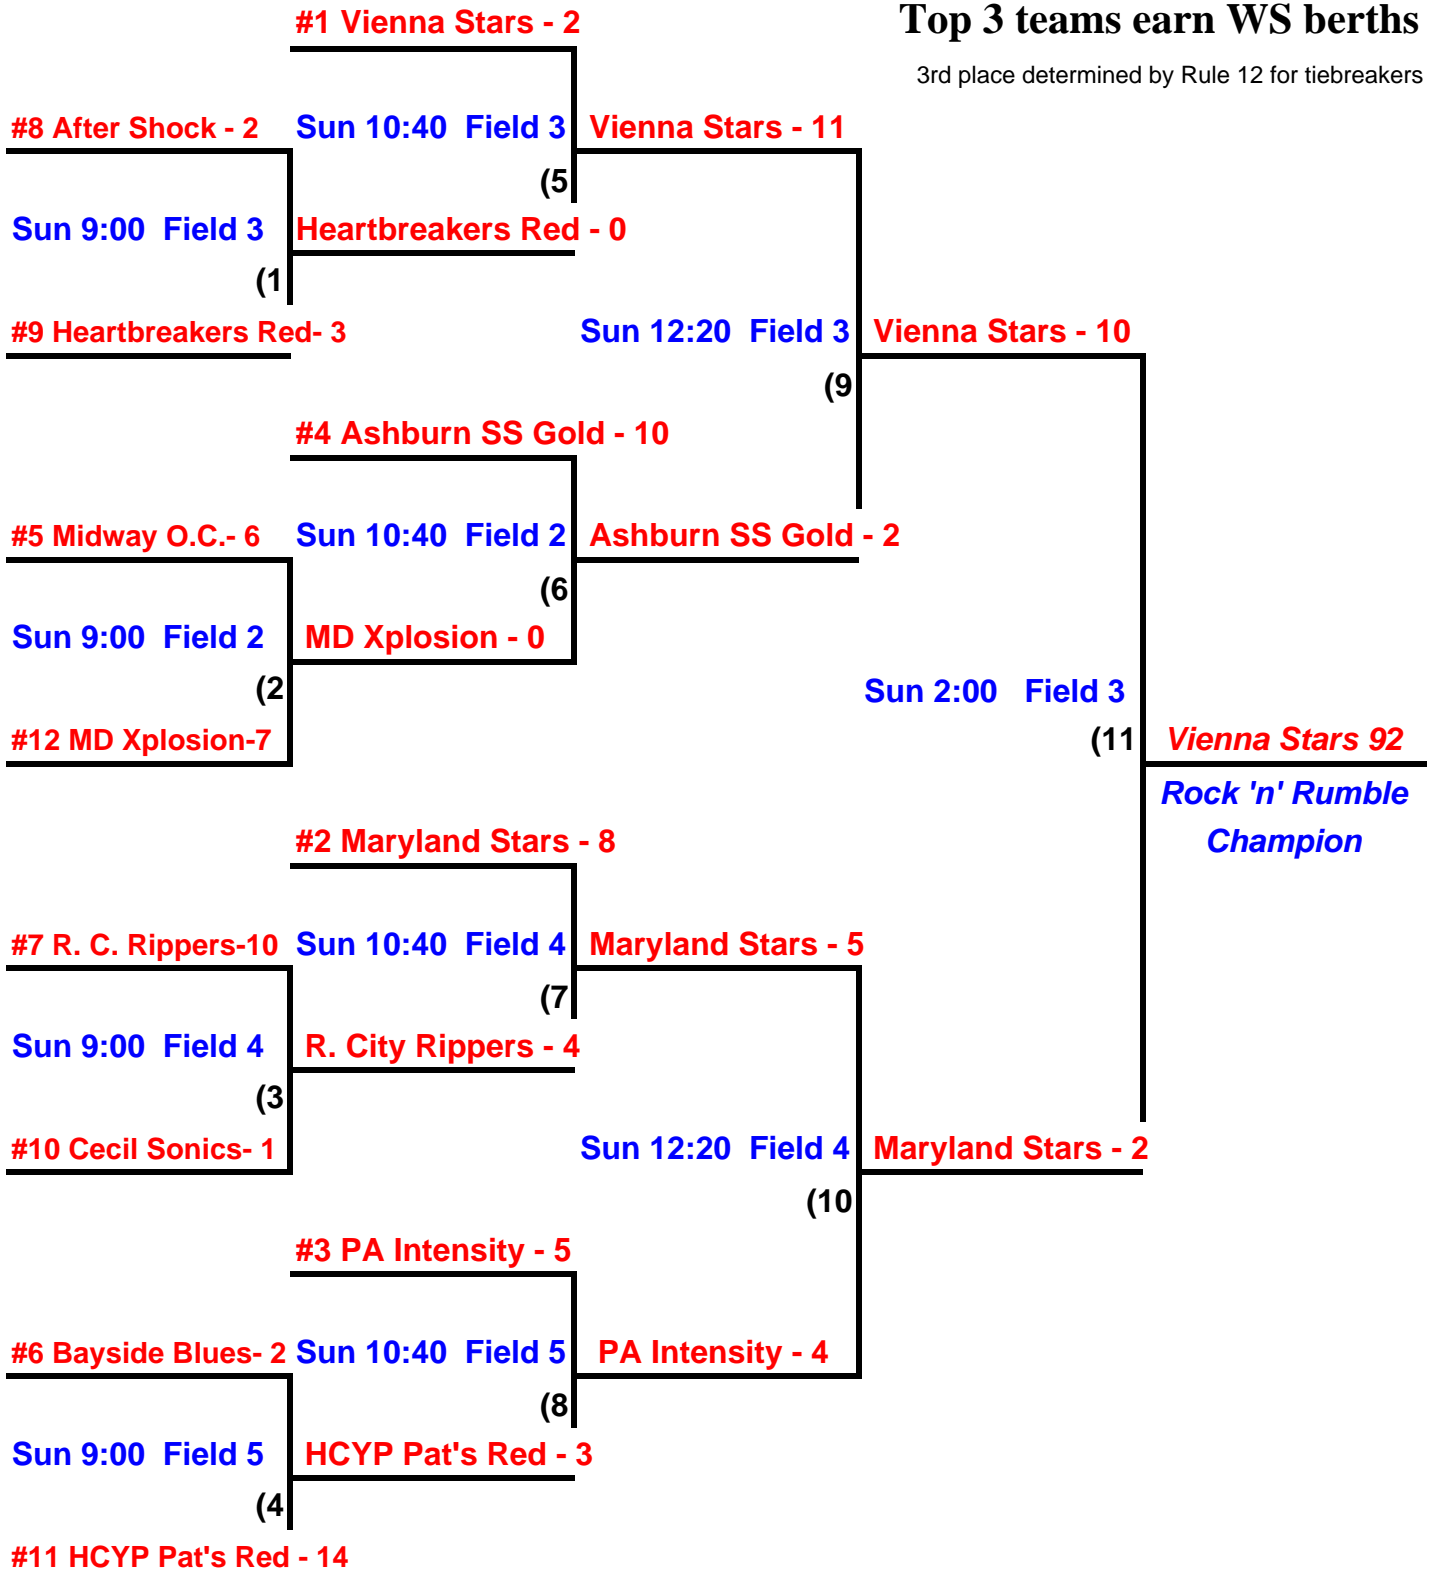 #1 Vienna Stars - 2
Top 3 teams earn WS berths
3rd place determined by Rule 12 for tiebreakers
#8 After Shock - 2
Sun 10:40 Field 3
Vienna Stars - 11
(5
Sun 9:00 Field 3
Heartbreakers Red - 0
(1
#9 Heartbreakers Red- 3
Sun 12:20 Field 3
Vienna Stars - 10
(9
#4 Ashburn SS Gold - 10
#5 Midway O.C.- 6
Sun 10:40 Field 2
Ashburn SS Gold - 2
(6
Sun 9:00 Field 2
MD Xplosion - 0
(2
Sun 2:00 Field 3
#12 MD Xplosion-7
(11
Vienna Stars 92
Rock 'n' Rumble
Champion
#2 Maryland Stars - 8
#7 R. C. Rippers-10
Sun 10:40 Field 4
Maryland Stars - 5
(7
Sun 9:00 Field 4
R. City Rippers - 4
(3
#10 Cecil Sonics- 1
Sun 12:20 Field 4
Maryland Stars - 2
(10
#3 PA Intensity - 5
#6 Bayside Blues- 2
Sun 10:40 Field 5
PA Intensity - 4
(8
Sun 9:00 Field 5
HCYP Pat's Red - 3
(4
#11 HCYP Pat's Red - 14